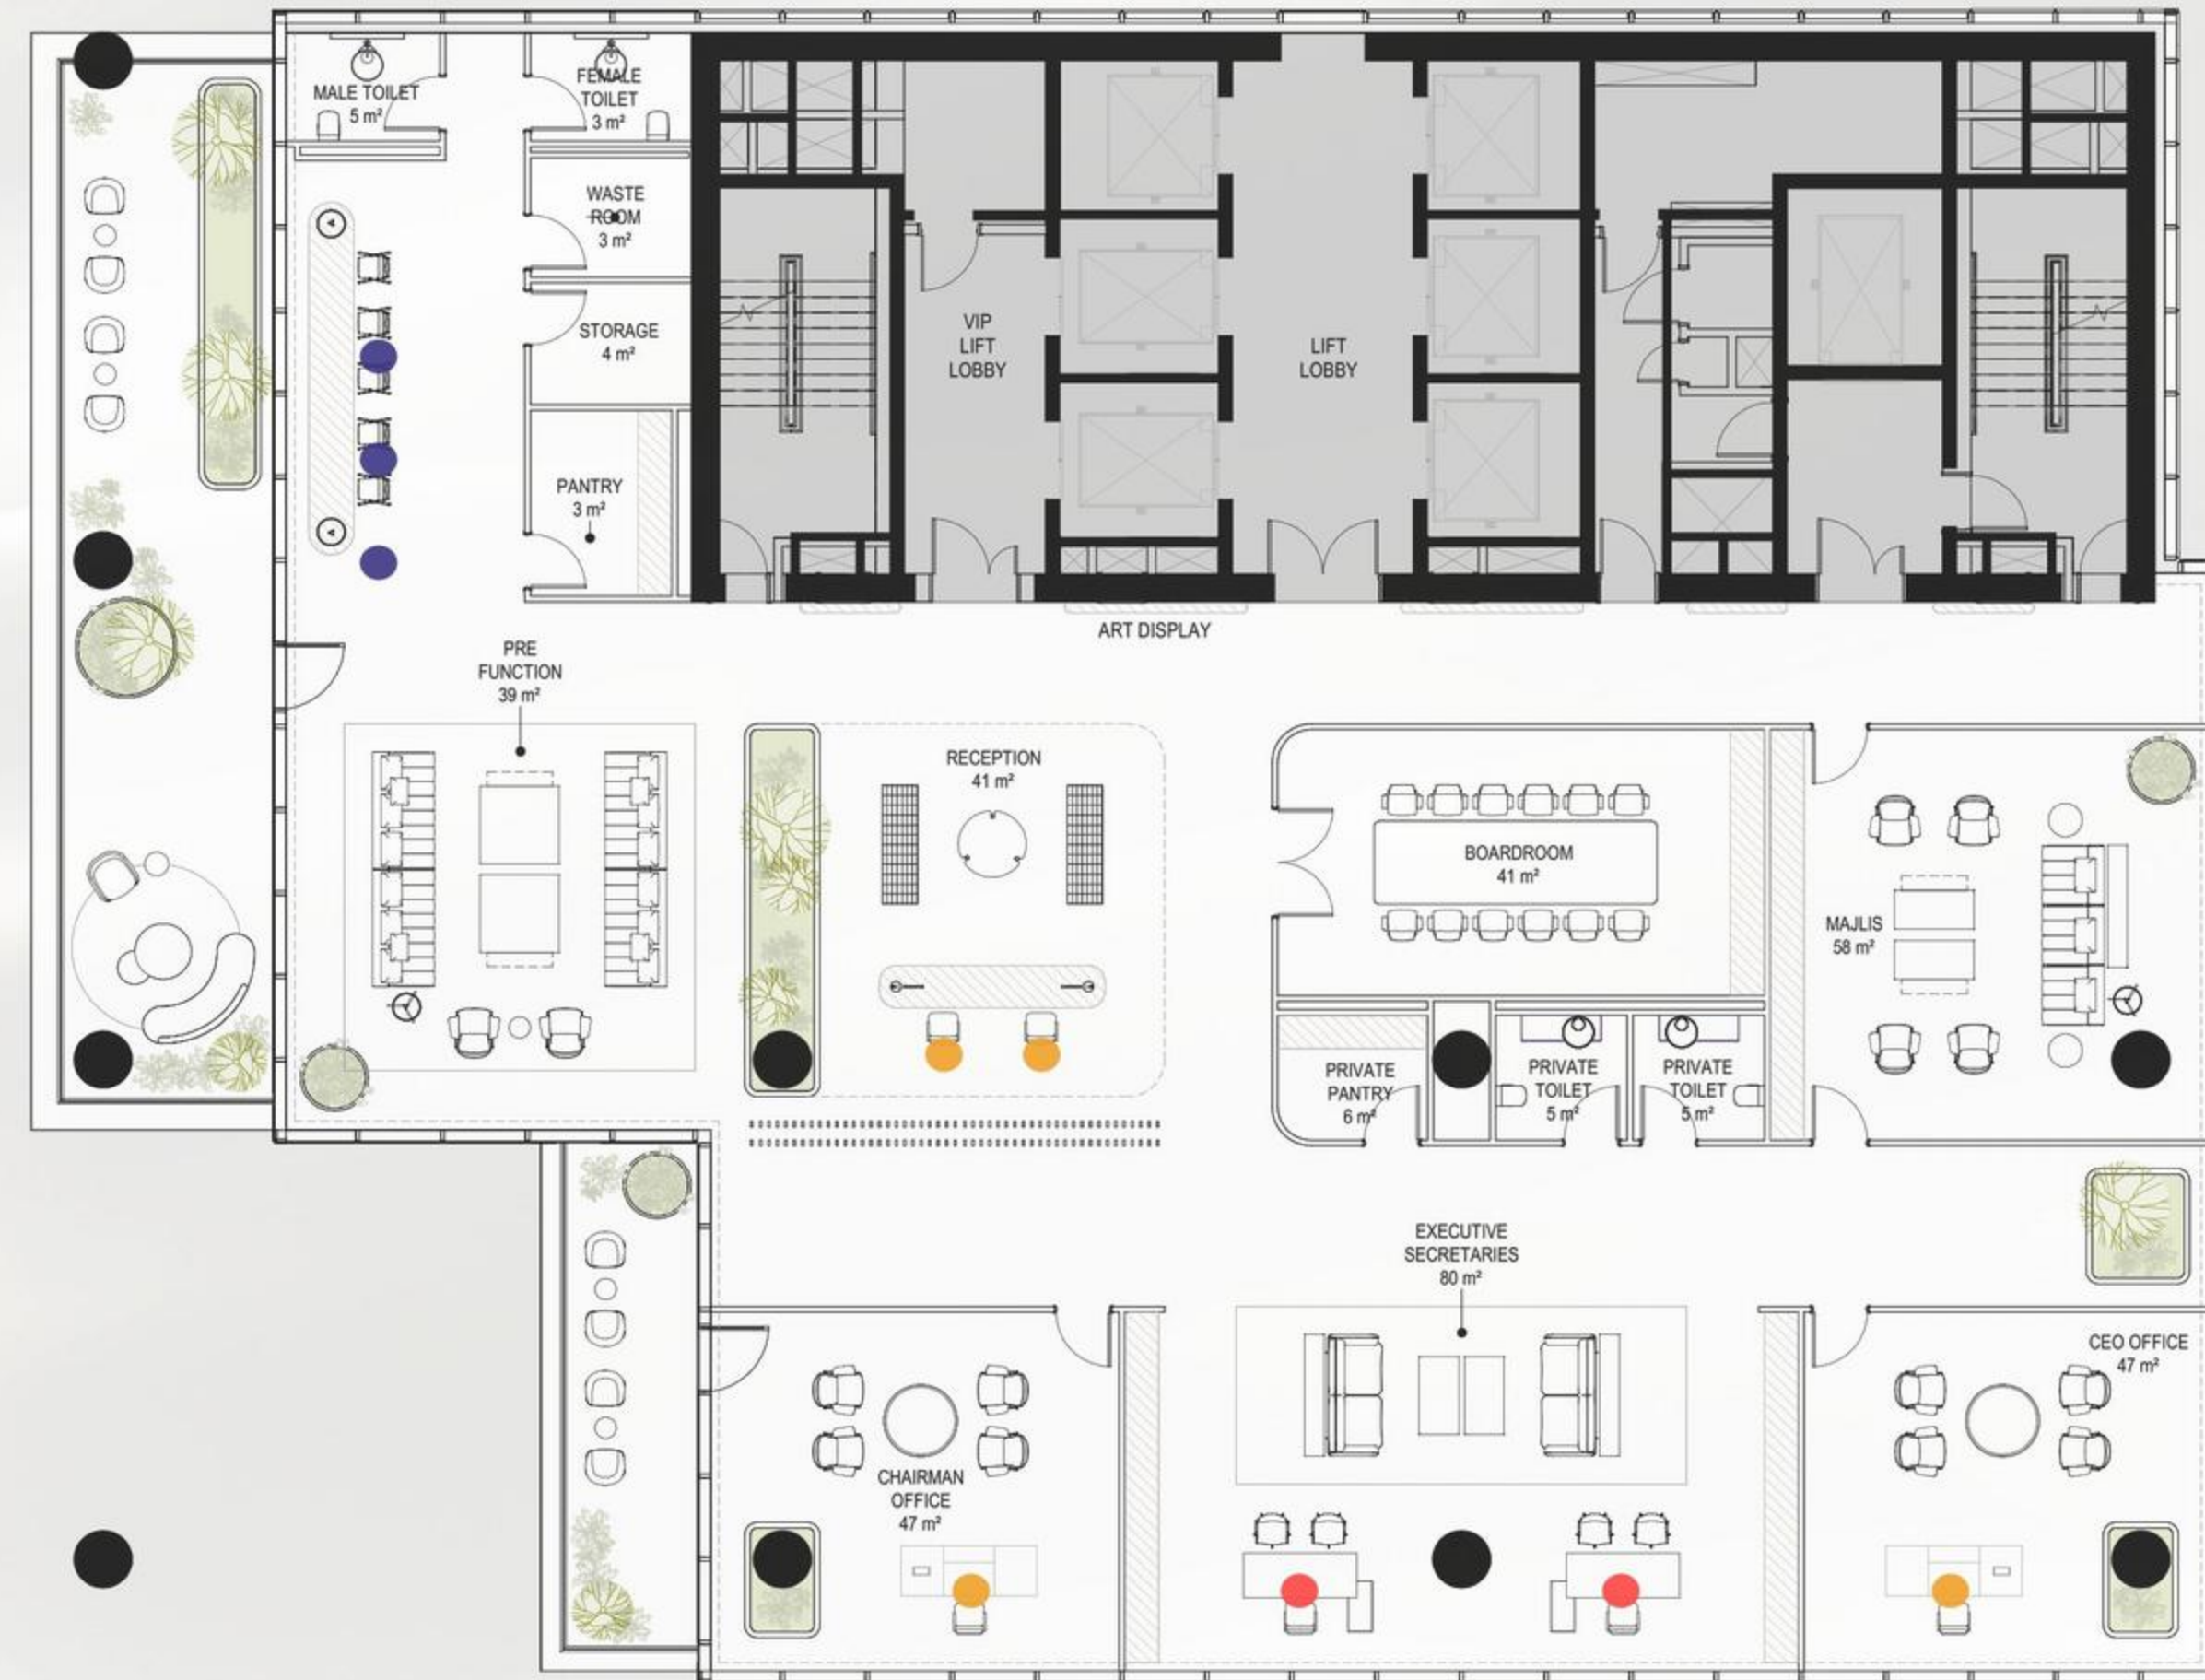 MALE TOILET
5 m²
FEMALE
TOILET
3 m²
WASTE
ROOM
3 m²
STORAGE
4 m²
PANTRY
3 m²
VIP
LIFT
LOBBY
LIFT
LOBBY
ART DISPLAY
PRE
FUNCTION
39 m²
RECEPTION
41 m²
BOARDROOM
41 m²
MAJLIS
58 m²
PRIVATE
PANTRY
6 m²
PRIVATE
TOILET
5 m²
PRIVATE
TOILET
5 m²
EXECUTIVE
SECRETARIES
80 m²
CHAIRMAN
OFFICE
47 m²
CEO OFFICE
47 m²